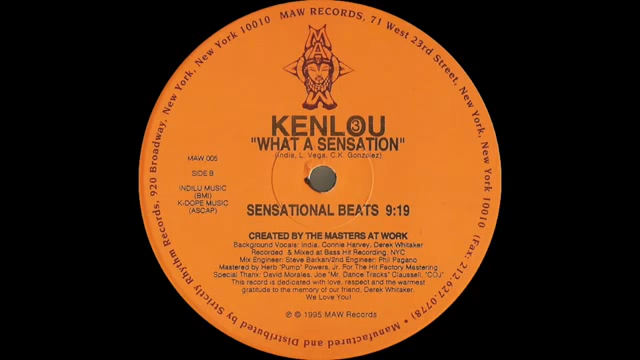 MAW RECORDS, 71 West 23rd Street, New York, New York 10010 (Fax: 212-627-0778) • Manufactured and Distributed by Strictly Rhythm Records, 920 Broadway, New York, New York 10010
MAW
KENLOU
3
"WHAT A SENSATION"
(India, L. Vega, C.K. Gonzolez)
MAW 005
SIDE B
INDILU MUSIC
(BMI)
K-DOPE MUSIC
(ASCAP)
SENSATIONAL BEATS 9:19
CREATED BY THE MASTERS AT WORK
Background Vocals: India, Connie Harvey, Derek Whitaker
Recorded & Mixed at Bass Hit Recording, NYC
Mix Engineer: Steve Barkan/2nd Engineer: Phil Pagano
Mastered by Herb "Pump" Powers, Jr. For The Hit Factory Mastering
Special Thanx: David Morales, Joe "Mr. Dance Tracks" Claussell, "COJ"
This record is dedicated with love, respect and the warmest
gratitude to the memory of our friend, Derek Whitaker.
We Love You!
℗ © 1995 MAW Records